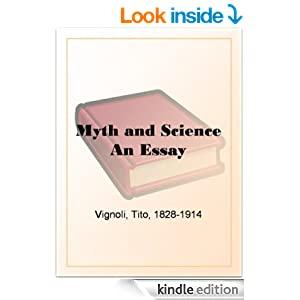 Look inside
Myth and Science
An Essay
Vignoli, Tito, 1828-1914
kindle edition